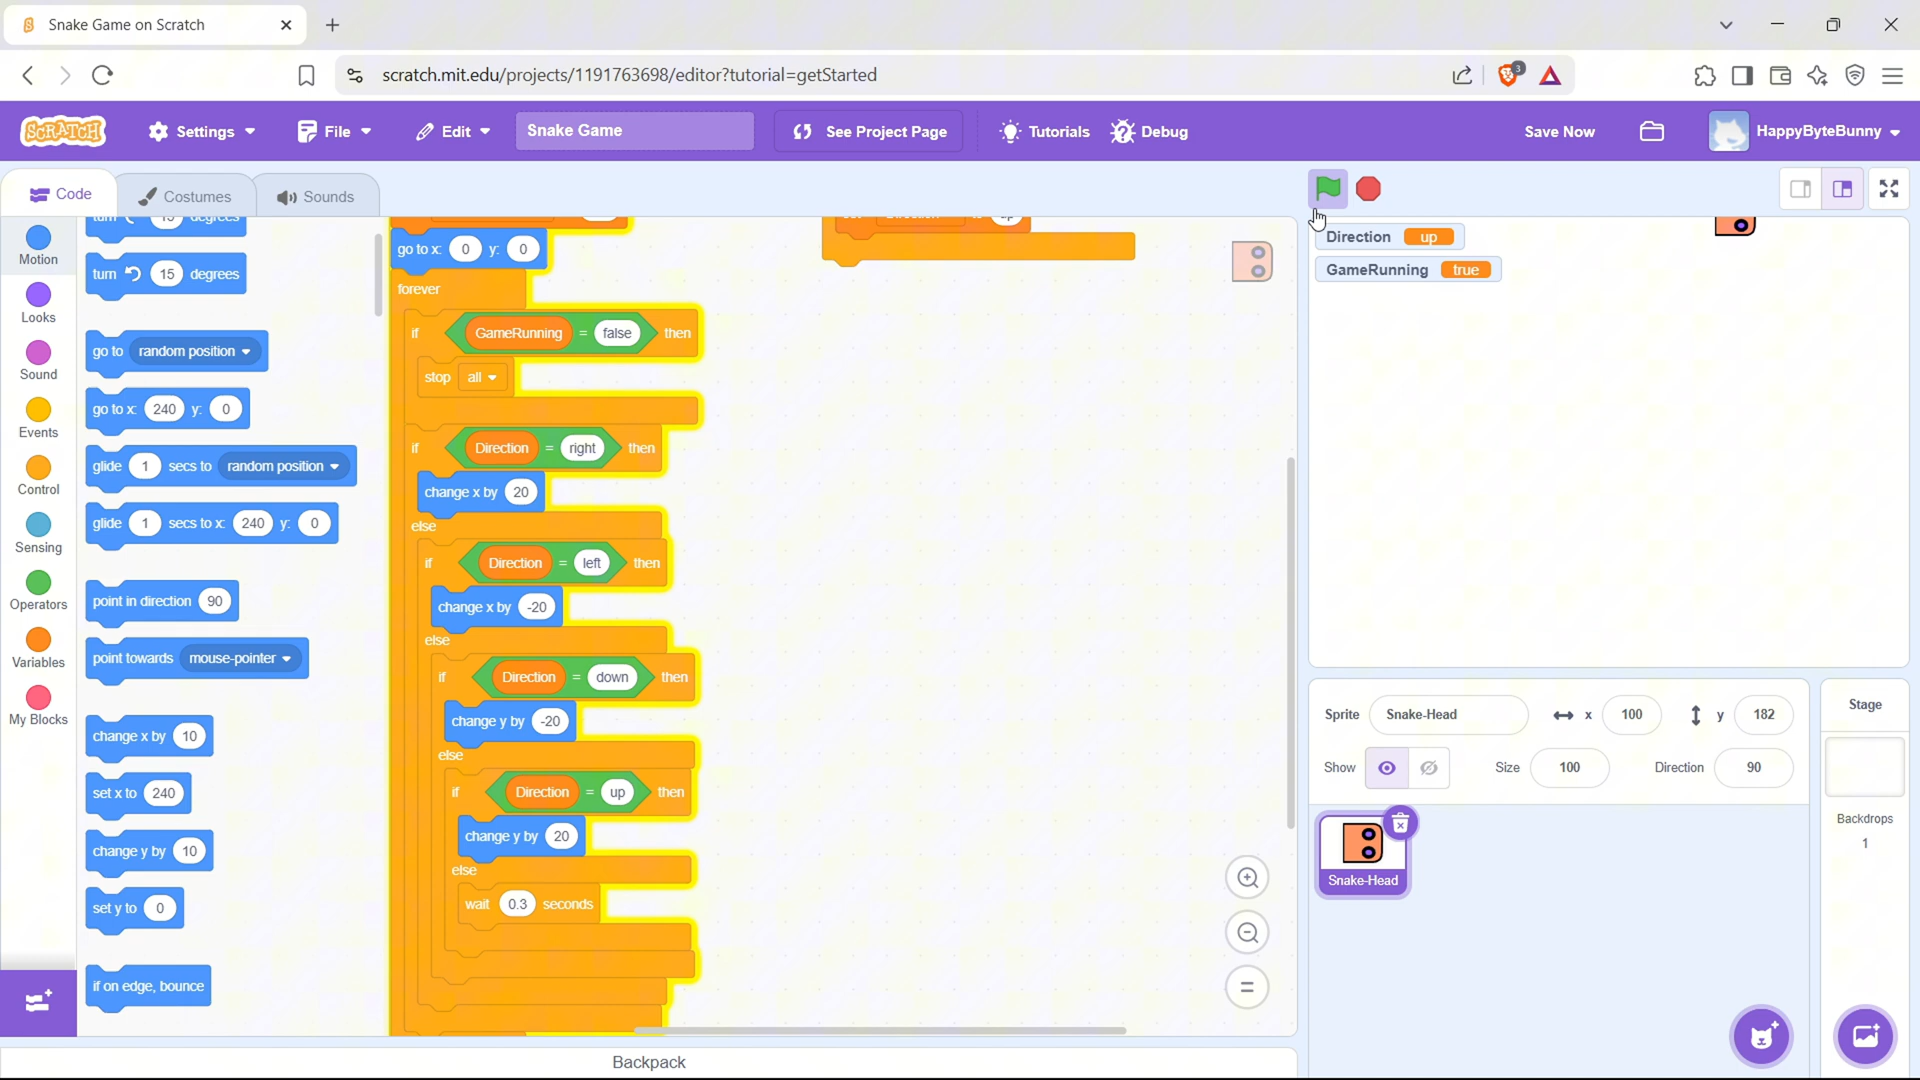 Snake Game on Scratch
scratch.mit.edu/projects/1191763698/editor?tutorial=getStarted
3
SCRATCH
Settings
File
Edit
Snake Game
See Project Page
Tutorials
Debug
Save Now
HappyByteBunny
Code
Costumes
Sounds
Motion
Looks
Sound
Events
Control
Sensing
Operators
Variables
My Blocks
turn 15 degrees
turn 15 degrees
go to random position
go to x: 240 y: 0
glide 1 secs to random position
glide 1 secs to x: 240 y: 0
point in direction 90
point towards mouse-pointer
change x by 10
set x to 240
change y by 10
set y to 0
if on edge, bounce
go to x: 0 y: 0
forever
if GameRunning = false then
stop all
if Direction = right then
change x by 20
else
if Direction = left then
change x by -20
else
if Direction = down then
change y by -20
else
if Direction = up then
change y by 20
else
wait 0.3 seconds
up
Direction up
GameRunning true
Sprite Snake-Head x 100 y 182
Show Size 100 Direction 90
Snake-Head
Stage
Backdrops
1
Backpack